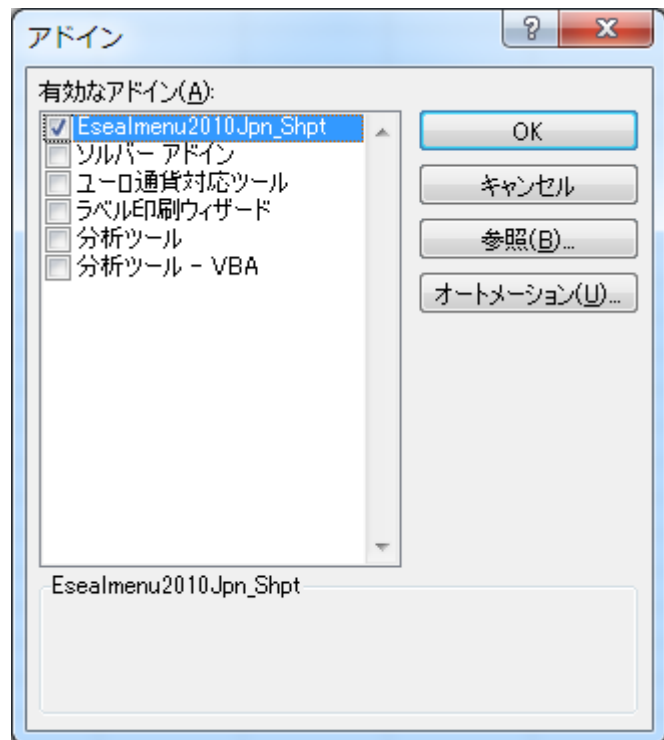 アドイン
有効なアドイン(A):
Esealmenu2010Jpn_Shpt
ソルバー アドイン
ユーロ通貨対応ツール
ラベル印刷ウィザード
分析ツール
分析ツール - VBA
OK
キャンセル
参照(B)...
オートメーション(U)...
Esealmenu2010Jpn_Shpt